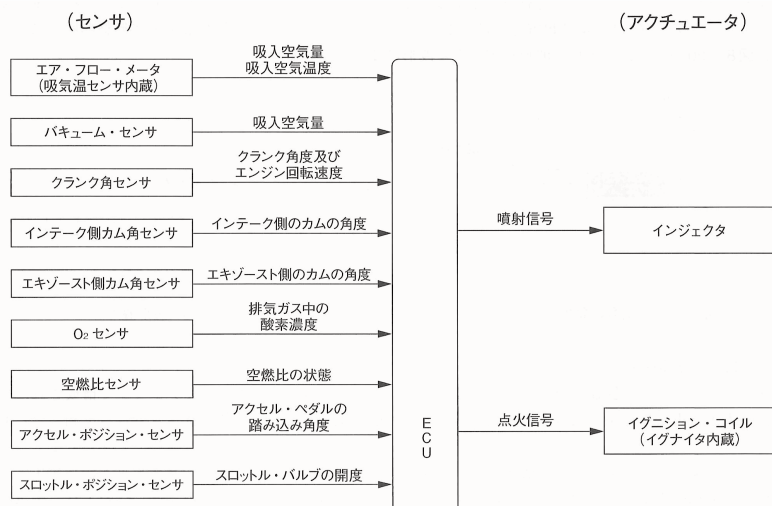 (センサ)
(アクチュエータ)
エア・フロー・メータ
(吸気温センサ内蔵)
吸入空気量
吸入空気温度
バキューム・センサ
吸入空気量
クランク角センサ
クランク角度及び
エンジン回転速度
インテーク側カム角センサ
インテーク側のカムの角度
エキゾースト側カム角センサ
エキゾースト側のカムの角度
O₂センサ
排気ガス中の
酸素濃度
空燃比センサ
空燃比の状態
アクセル・ポジション・センサ
アクセル・ペダルの
踏み込み角度
スロットル・ポジション・センサ
スロットル・バルブの開度
ECU
噴射信号
インジェクタ
点火信号
イグニション・コイル
(イグナイタ内蔵)